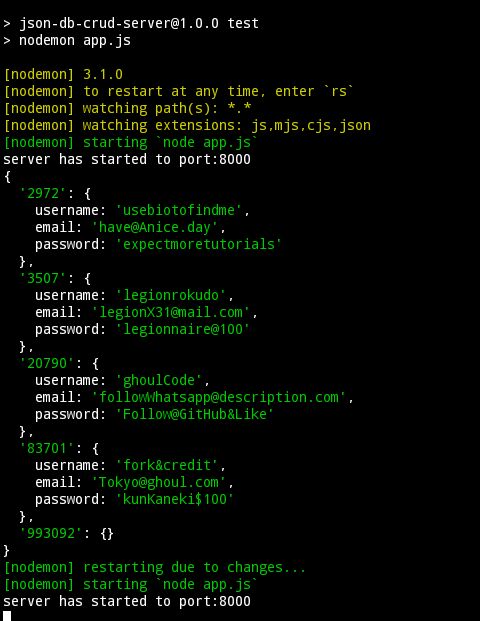 > json-db-crud-server@1.0.0 test
> nodemon app.js
[nodemon] 3.1.0
[nodemon] to restart at any time, enter `rs`
[nodemon] watching path(s): *.*
[nodemon] watching extensions: js,mjs,cjs,json
[nodemon] starting `node app.js`
server has started to port:8000
{
  '2972': {
    username: 'usebiotofindme',
    email: 'have@Anice.day',
    password: 'expectmoretutorials'
  },
  '3507': {
    username: 'legionrokudo',
    email: 'legionX31@mail.com',
    password: 'legionnaire@100'
  },
  '20790': {
    username: 'ghoulCode',
    email: 'followWhatsapp@description.com',
    password: 'Follow@GitHub&Like'
  },
  '83701': {
    username: 'fork&credit',
    email: 'Tokyo@ghoul.com',
    password: 'kunKaneki$100'
  },
  '993092': {}
}
[nodemon] restarting due to changes...
[nodemon] starting `node app.js`
server has started to port:8000